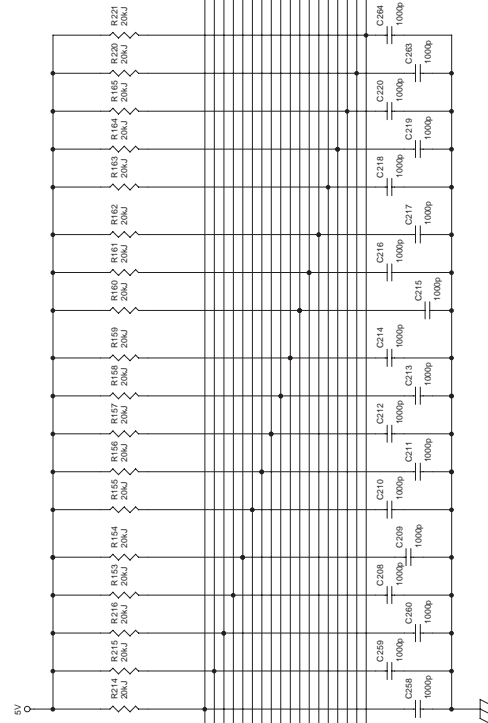 R221
20kJ
C264
1000p
R220
20kJ
C263
1000p
R165
20kJ
C220
1000p
R164
20kJ
C219
1000p
R163
20kJ
C218
1000p
R162
20kJ
C217
1000p
R161
20kJ
C216
1000p
R160
20kJ
C215
1000p
R159
20kJ
C214
1000p
R158
20kJ
C213
1000p
R157
20kJ
C212
1000p
R156
20kJ
C211
1000p
R155
20kJ
C210
1000p
R154
20kJ
C209
1000p
R153
20kJ
C208
1000p
R216
20kJ
C260
1000p
R215
20kJ
C259
1000p
R214
20kJ
C258
1000p
5V